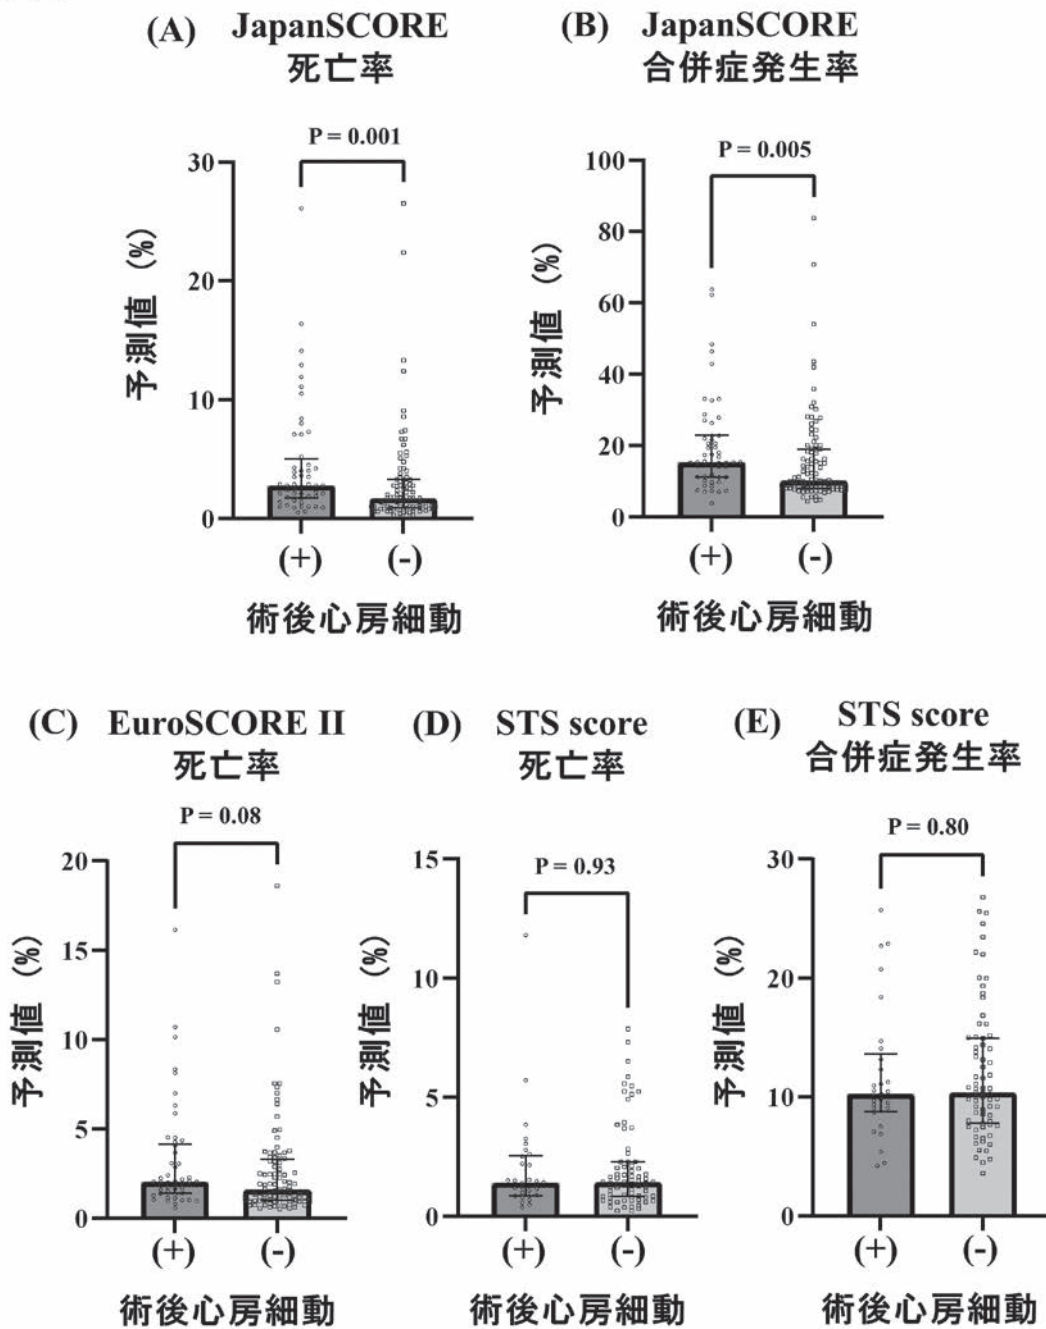 (A) JapanSCORE
死亡率
P = 0.001
30
20
10
0
予測値 (%)
(+) (-)
術後心房細動
(B) JapanSCORE
合併症発生率
P = 0.005
100
80
60
40
20
0
予測値 (%)
(+) (-)
術後心房細動
(C) EuroSCORE II
死亡率
P = 0.08
20
15
10
5
0
予測値 (%)
(+) (-)
術後心房細動
(D) STS score
死亡率
P = 0.93
15
10
5
0
予測値 (%)
(+) (-)
術後心房細動
(E) STS score
合併症発生率
P = 0.80
30
20
10
0
予測値 (%)
(+) (-)
術後心房細動